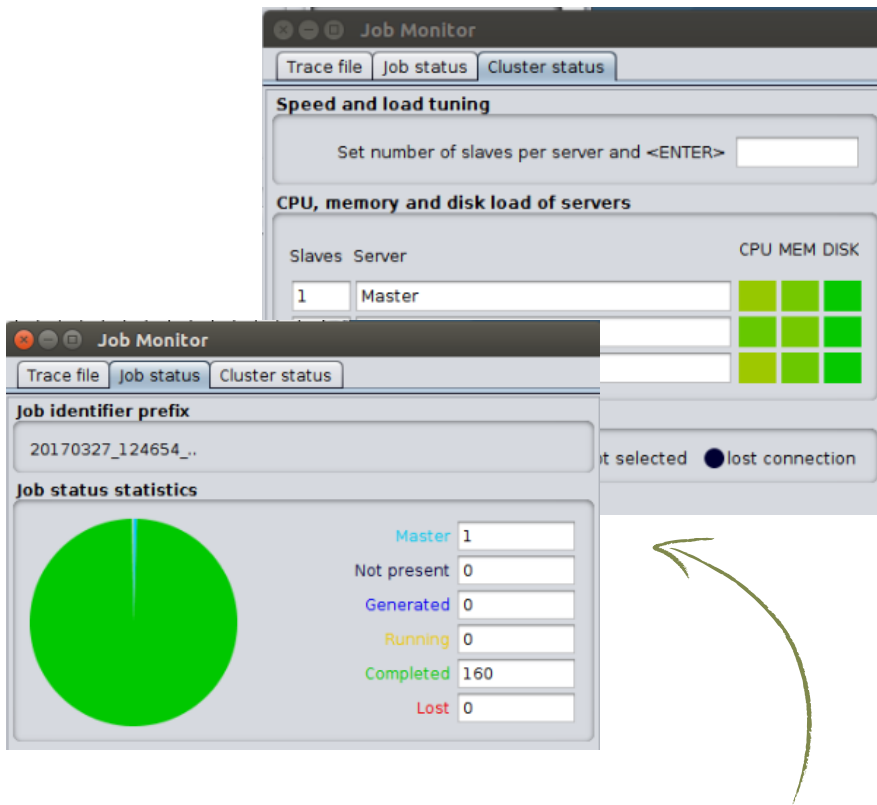 Job Monitor
Trace file Job status Cluster status
Speed and load tuning
Set number of slaves per server and <ENTER>
CPU, memory and disk load of servers
Slaves Server CPU MEM DISK
1 Master
selected lost connection
Job Monitor
Trace file Job status Cluster status
Job identifier prefix
20170327_124654_..
Job status statistics
Master 1
Not present 0
Generated 0
Running 0
Completed 160
Lost 0